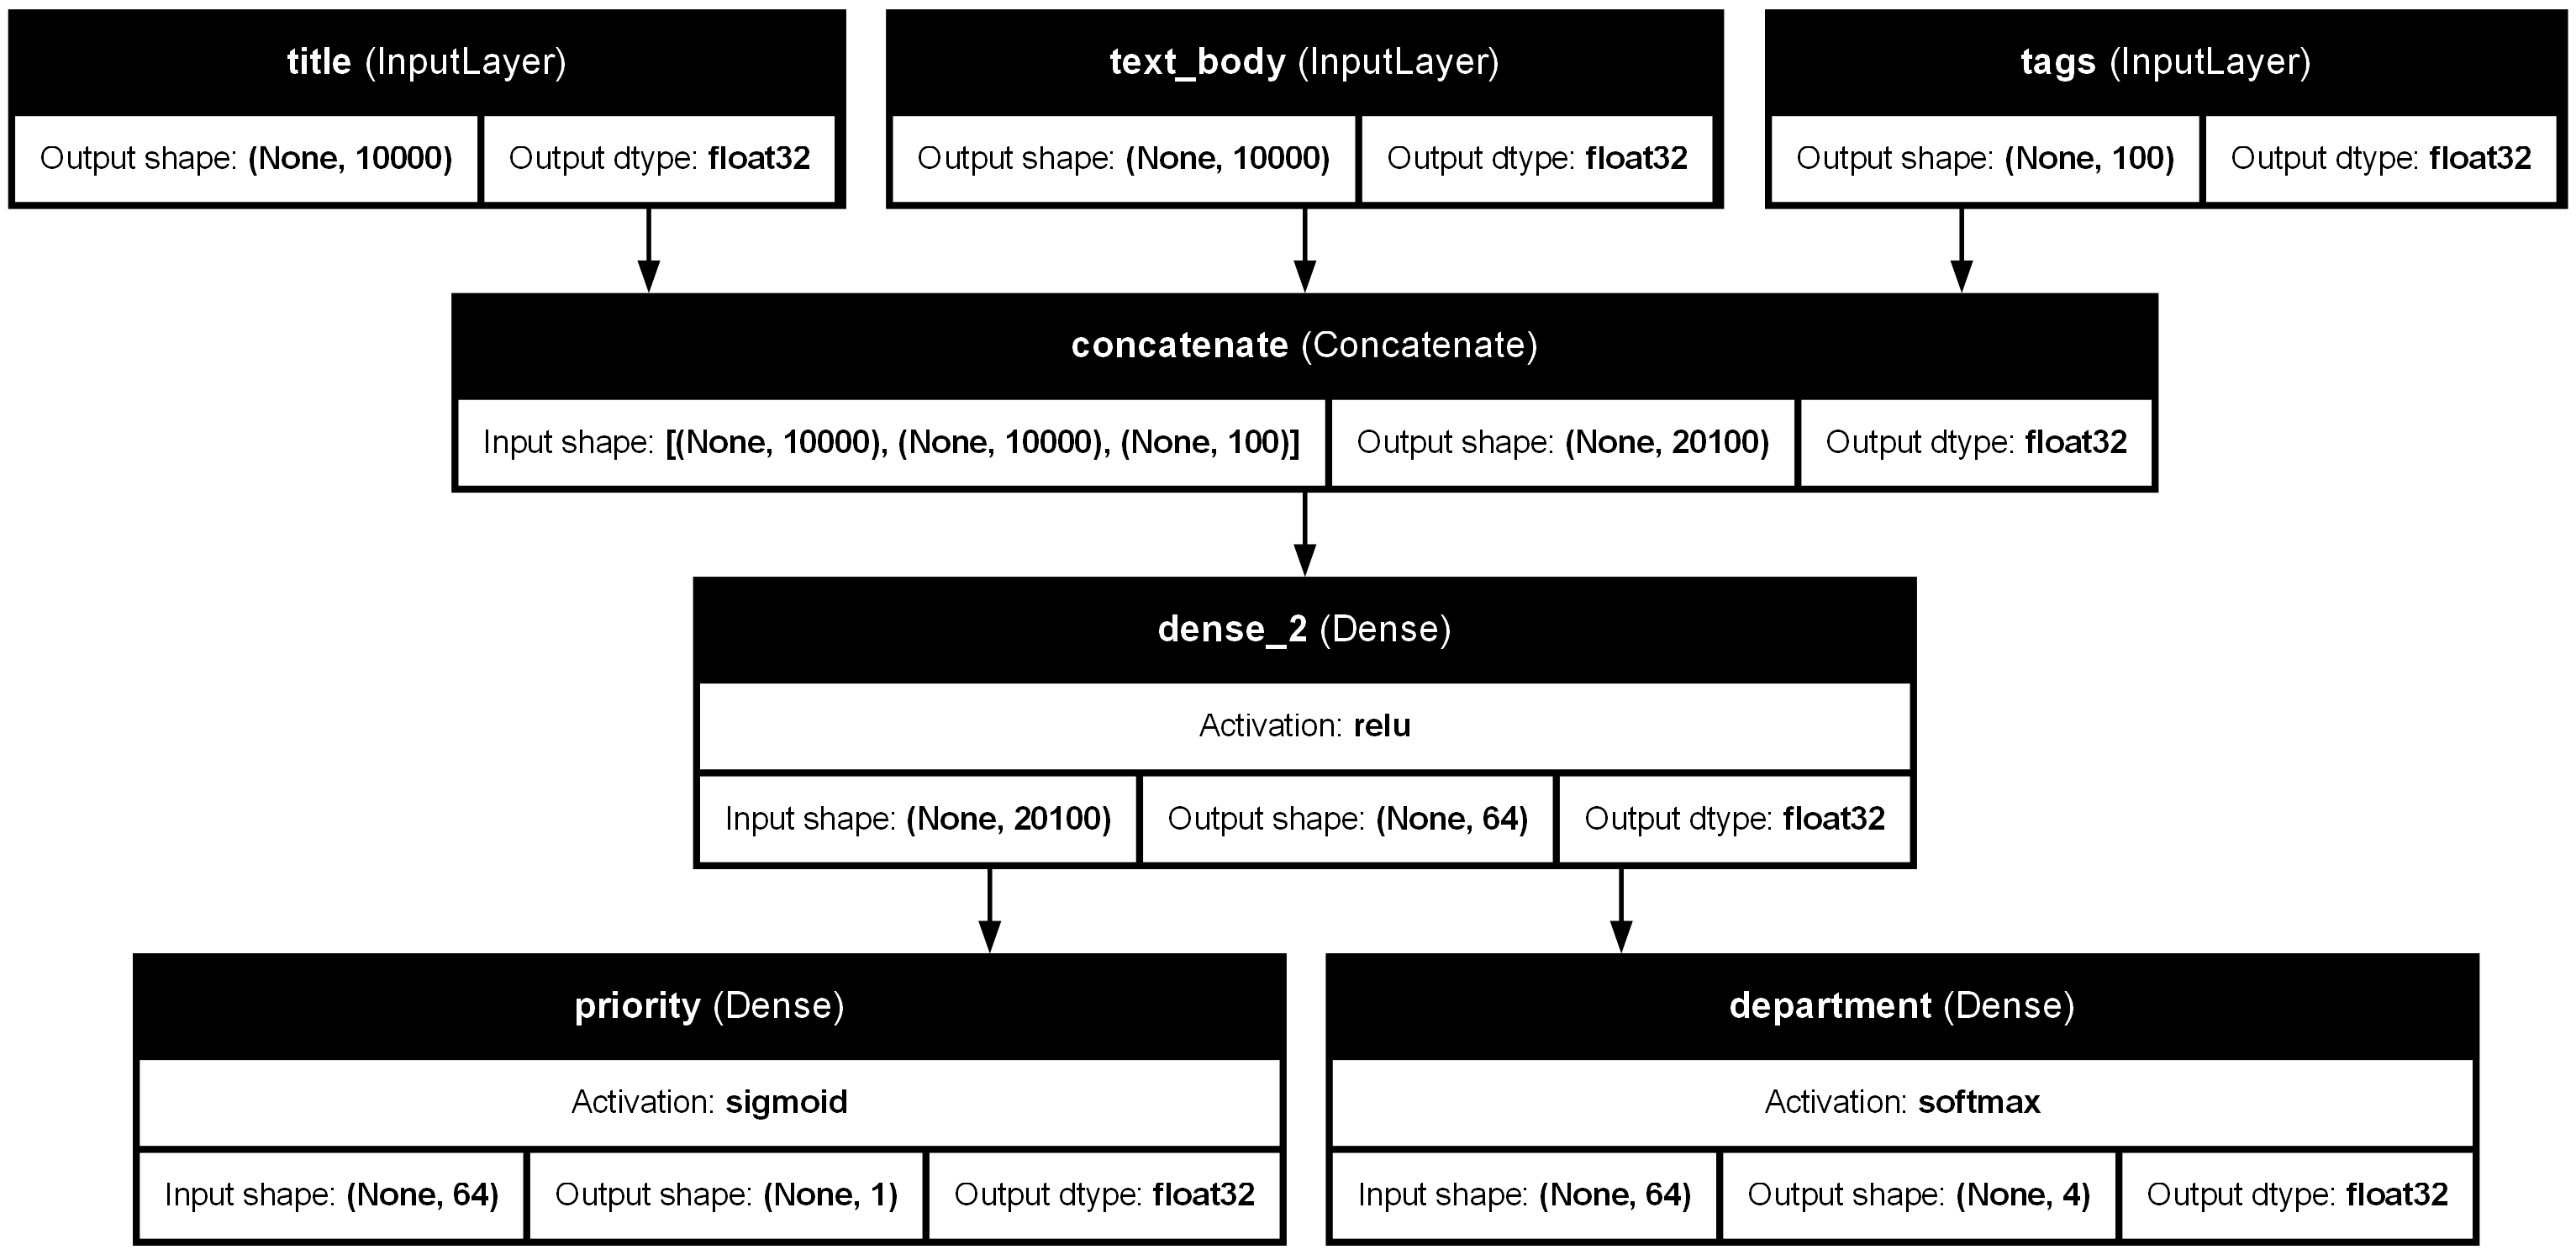 title (InputLayer)
text_body (InputLayer)
tags (InputLayer)
Output shape: (None, 10000)
Output dtype: float32
Output shape: (None, 10000)
Output dtype: float32
Output shape: (None, 100)
Output dtype: float32
concatenate (Concatenate)
Input shape: [(None, 10000), (None, 10000), (None, 100)]
Output shape: (None, 20100)
Output dtype: float32
dense_2 (Dense)
Activation: relu
Input shape: (None, 20100)
Output shape: (None, 64)
Output dtype: float32
priority (Dense)
Activation: sigmoid
Input shape: (None, 64)
Output shape: (None, 1)
Output dtype: float32
department (Dense)
Activation: softmax
Input shape: (None, 64)
Output shape: (None, 4)
Output dtype: float32